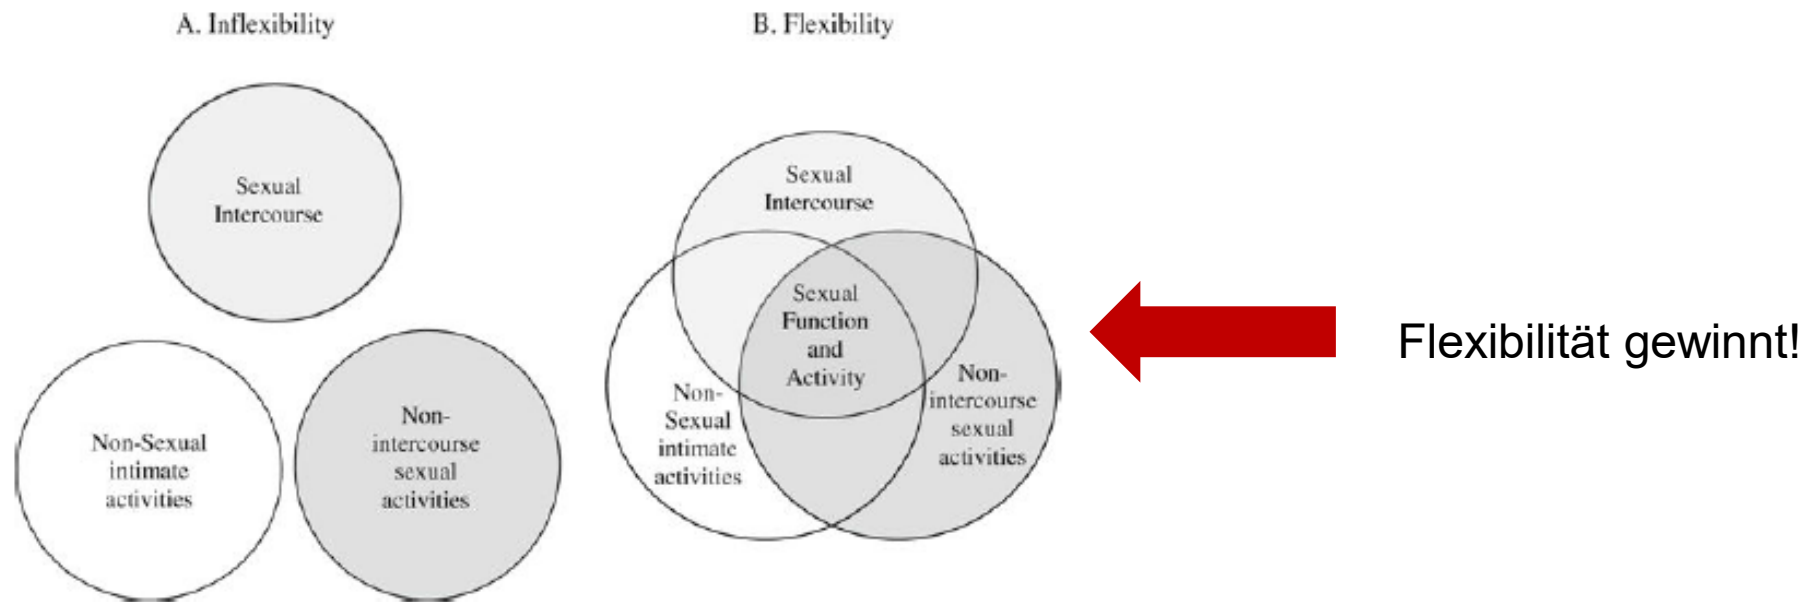 A. Inflexibility
Sexual
Intercourse
Non-Sexual
intimate
activities
Non-
intercourse
sexual
activities
B. Flexibility
Sexual
Intercourse
Sexual
Function
and
Activity
Non-
Sexual
intimate
activities
Non-
intercourse
sexual
activities
Flexibilität gewinnt!